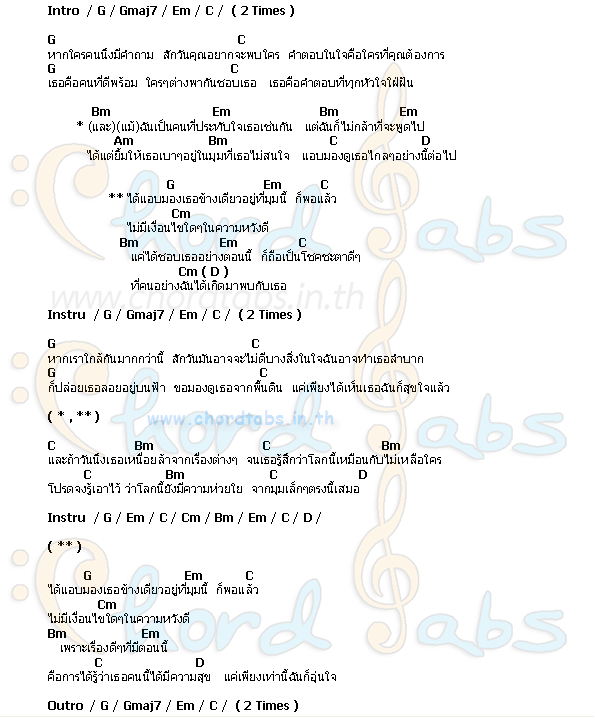 Intro / G / Gmaj7 / Em / C / ( 2 Times )
G C
หากใครคนนึงมีคำถาม สักวันคุณอยากจะพบใคร คำตอบในใจคือใครที่คุณต้องการ
G C
เธอคือคนที่ดีพร้อม ใครๆต่างพากันชอบเธอ เธอคือคำตอบที่ทุกหัวใจใฝ่ฝัน
Bm Em Bm Em
* (และ)(แม้)ฉันเป็นคนที่ประทับใจเธอเช่นกัน แต่ฉันก็ไม่กล้าที่จะพูดไป
Am Bm C D
ได้แต่ยิ้มให้เธอเบาๆอยู่ในมุมที่เธอไม่สนใจ แอบมองดูเธอไกลๆอย่างนี้ต่อไป
G Em C
** ได้แอบมองเธอข้างเดียวอยู่ที่มุมนี้ ก็พอแล้ว
Cm
ไม่มีเงื่อนไขใดๆในความหวังดี
Bm Em C
แค่ได้ชอบเธออย่างตอนนี้ ก็ถือเป็นโชคชะตาดีๆ
Cm ( D )
ที่คนอย่างฉันได้เกิดมาพบกับเธอ
www.chordtabs.in.th
Instru / G / Gmaj7 / Em / C / ( 2 Times )
G C
หากเราใกล้กันมากกว่านี้ สักวันมันอาจจะไม่ดีบางสิ่งในใจฉันอาจทำเธอลำบาก
G C
ก็ปล่อยเธอลอยอยู่บนฟ้า ขอมองดูเธอจากพื้นดิน แค่เพียงได้เห็นเธอฉันก็สุขใจแล้ว
( * , ** )
www.chordtabs.in.th
C Bm C Bm
และถ้าวันนึงเธอเหนื่อยล้าจากเรื่องต่างๆ จนเธอรู้สึกว่าโลกนี้เหมือนกับไม่เหลือใคร
C Bm C D
โปรดจงรู้เอาไว้ ว่าโลกนี้ยังมีความห่วงใย จากมุมเล็กๆตรงนี้เสมอ
Instru / G / Em / C / Cm / Bm / Em / C / D /
( ** )
G Em C
ได้แอบมองเธอข้างเดียวอยู่ที่มุมนี้ ก็พอแล้ว
Cm
ไม่มีเงื่อนไขใดๆในความหวังดี
Bm Em
เพราะเรื่องดีๆที่มีตอนนี้
C D
คือการได้รู้ว่าเธอคนนี้ได้มีความสุข แค่เพียงเท่านี้ฉันก็อุ่นใจ
Outro / G / Gmaj7 / Em / C / ( 2 Times )